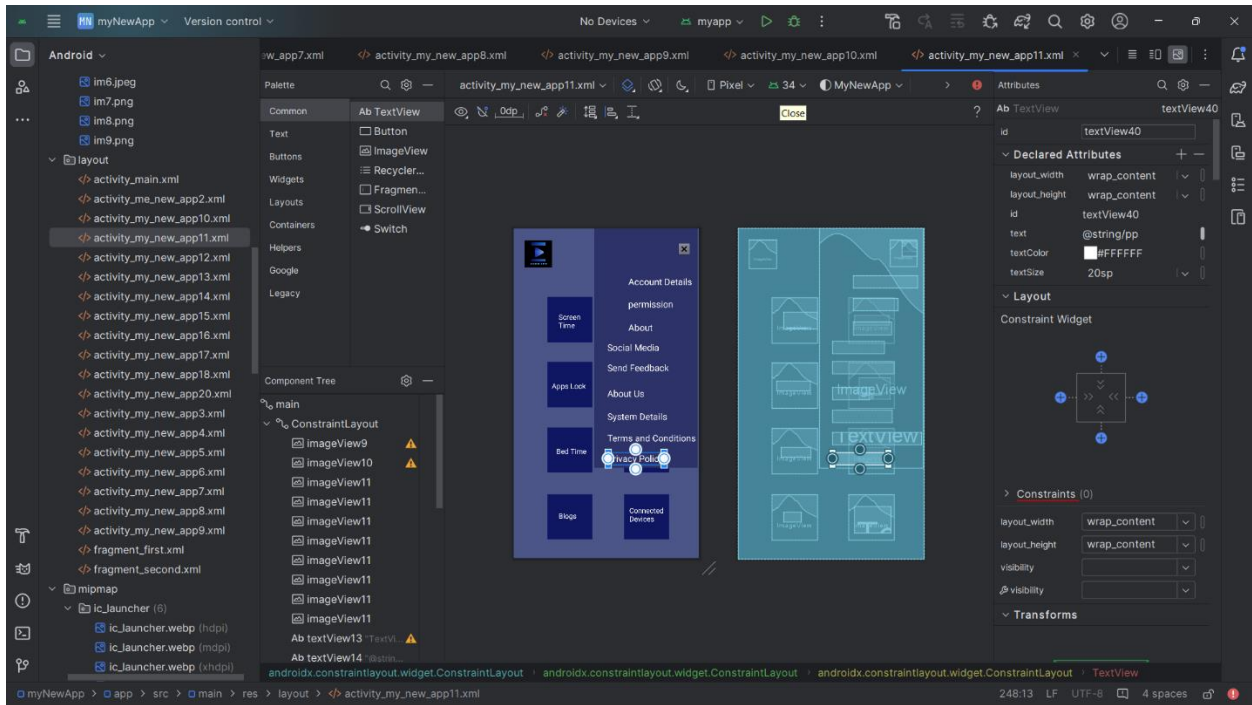 myNewApp
Version control
No Devices
myapp
Android
ew_app7.xml
activity_my_new_app8.xml
activity_my_new_app9.xml
activity_my_new_app10.xml
activity_my_new_app11.xml
im6.jpeg
im7.png
im8.png
im9.png
layout
activity_main.xml
activity_me_new_app2.xml
activity_my_new_app10.xml
activity_my_new_app11.xml
activity_my_new_app12.xml
activity_my_new_app13.xml
activity_my_new_app14.xml
activity_my_new_app15.xml
activity_my_new_app16.xml
activity_my_new_app17.xml
activity_my_new_app18.xml
activity_my_new_app20.xml
activity_my_new_app3.xml
activity_my_new_app4.xml
activity_my_new_app5.xml
activity_my_new_app6.xml
activity_my_new_app7.xml
activity_my_new_app8.xml
activity_my_new_app9.xml
fragment_first.xml
fragment_second.xml
mipmap
ic_launcher (6)
ic_launcher.webp (hdpi)
ic_launcher.webp (mdpi)
ic_launcher.webp (xhdpi)
Palette
Common
Text
Buttons
Widgets
Layouts
Containers
Helpers
Google
Legacy
Ab TextView
Button
ImageView
Recycler...
Fragmen...
ScrollView
Switch
Component Tree
main
ConstraintLayout
imageView9
imageView10
imageView11
imageView11
imageView11
imageView11
imageView11
imageView11
imageView11
imageView11
Ab textView13 "TextVi...
Ab textView14 "@strin...
activity_my_new_app11.xml
Pixel
34
MyNewApp
0dp
Close
?
Account Details
permission
About
Social Media
Send Feedback
About Us
System Details
Terms and Conditions
Privacy Polic
Screen Time
Apps Lock
Bed Time
Blogs
Connected Devices
ImageView
TextView
Attributes
Ab TextView
textView40
id
textView40
Declared Attributes
layout_width wrap_content
layout_height wrap_content
id textView40
text @string/pp
textColor #FFFFFF
textSize 20sp
Layout
Constraint Widget
Constraints (0)
layout_width wrap_content
layout_height wrap_content
visibility
visibility
Transforms
androidx.constraintlayout.widget.ConstraintLayout
androidx.constraintlayout.widget.ConstraintLayout
androidx.constraintlayout.widget.ConstraintLayout
TextView
myNewApp > app > src > main > res > layout > activity_my_new_app11.xml
248:13 LF UTF-8 4 spaces